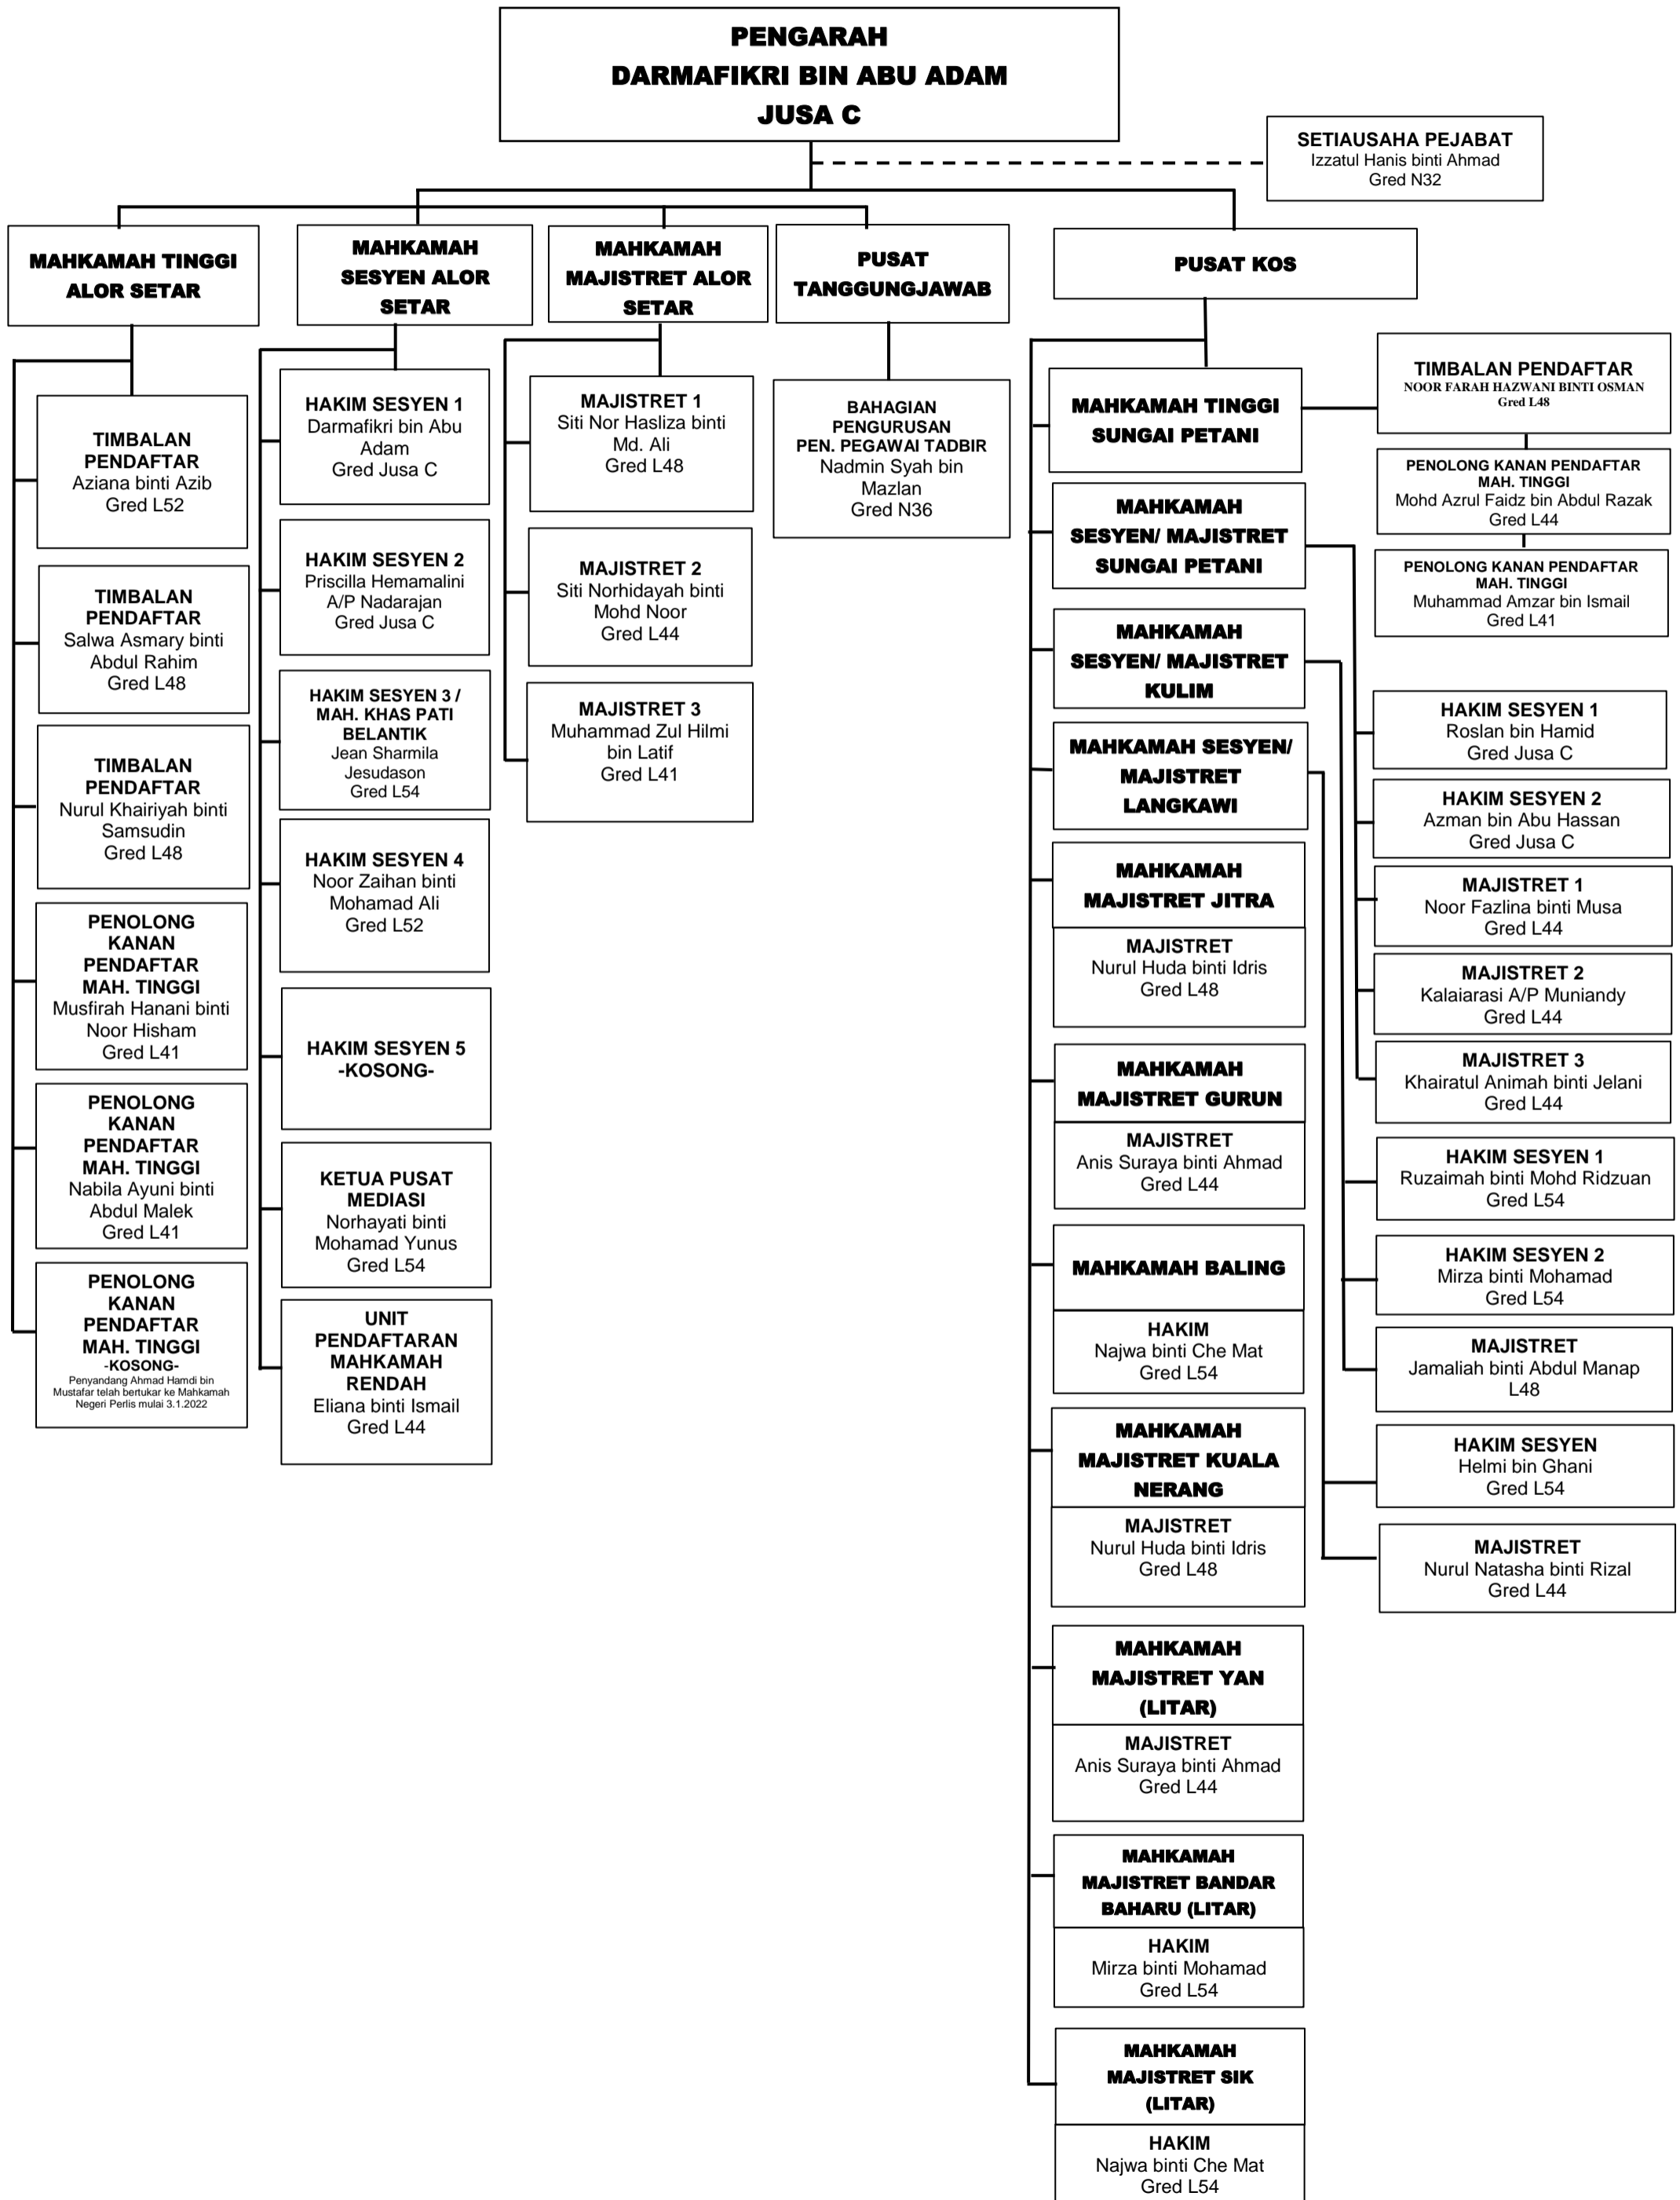 PENGARAH
DARMAFIKRI BIN ABU ADAM
JUSA C
SETIAUSAHA PEJABAT
Izzatul Hanis binti Ahmad
Gred N32
MAHKAMAH TINGGI
ALOR SETAR
TIMBALAN
PENDAFTAR
Aziana binti Azib
Gred L52
TIMBALAN
PENDAFTAR
Salwa Asmary binti
Abdul Rahim
Gred L48
TIMBALAN
PENDAFTAR
Nurul Khairiyah binti
Samsudin
Gred L48
PENOLONG
KANAN
PENDAFTAR
MAH. TINGGI
Musfirah Hanani binti
Noor Hisham
Gred L41
PENOLONG
KANAN
PENDAFTAR
MAH. TINGGI
Nabila Ayuni binti
Abdul Malek
Gred L41
PENOLONG
KANAN
PENDAFTAR
MAH. TINGGI
-KOSONG-
Penyandang Ahmad Hamdi bin
Mustafar telah bertukar ke Mahkamah
Negeri Perlis mulai 3.1.2022
MAHKAMAH
SESYEN ALOR
SETAR
HAKIM SESYEN 1
Darmafikri bin Abu
Adam
Gred Jusa C
HAKIM SESYEN 2
Priscilla Hemamalini
A/P Nadarajan
Gred Jusa C
HAKIM SESYEN 3 /
MAH. KHAS PATI
BELANTIK
Jean Sharmila
Jesudason
Gred L54
HAKIM SESYEN 4
Noor Zaihan binti
Mohamad Ali
Gred L52
HAKIM SESYEN 5
-KOSONG-
KETUA PUSAT
MEDIASI
Norhayati binti
Mohamad Yunus
Gred L54
UNIT
PENDAFTARAN
MAHKAMAH
RENDAH
Eliana binti Ismail
Gred L44
MAHKAMAH
MAJISTRET ALOR
SETAR
MAJISTRET 1
Siti Nor Hasliza binti
Md. Ali
Gred L48
MAJISTRET 2
Siti Norhidayah binti
Mohd Noor
Gred L44
MAJISTRET 3
Muhammad Zul Hilmi
bin Latif
Gred L41
PUSAT
TANGGUNGJAWAB
BAHAGIAN
PENGURUSAN
PEN. PEGAWAI TADBIR
Nadmin Syah bin
Mazlan
Gred N36
PUSAT KOS
MAHKAMAH TINGGI
SUNGAI PETANI
MAHKAMAH
SESYEN/ MAJISTRET
SUNGAI PETANI
MAHKAMAH
SESYEN/ MAJISTRET
KULIM
MAHKAMAH SESYEN/
MAJISTRET
LANGKAWI
MAHKAMAH
MAJISTRET JITRA
MAJISTRET
Nurul Huda binti Idris
Gred L48
MAHKAMAH
MAJISTRET GURUN
MAJISTRET
Anis Suraya binti Ahmad
Gred L44
MAHKAMAH BALING
HAKIM
Najwa binti Che Mat
Gred L54
MAHKAMAH
MAJISTRET KUALA
NERANG
MAJISTRET
Nurul Huda binti Idris
Gred L48
MAHKAMAH
MAJISTRET YAN
(LITAR)
MAJISTRET
Anis Suraya binti Ahmad
Gred L44
MAHKAMAH
MAJISTRET BANDAR
BAHARU (LITAR)
HAKIM
Mirza binti Mohamad
Gred L54
MAHKAMAH
MAJISTRET SIK
(LITAR)
HAKIM
Najwa binti Che Mat
Gred L54
TIMBALAN PENDAFTAR
NOOR FARAH HAZWANI BINTI OSMAN
Gred L48
PENOLONG KANAN PENDAFTAR
MAH. TINGGI
Mohd Azrul Faidz bin Abdul Razak
Gred L44
PENOLONG KANAN PENDAFTAR
MAH. TINGGI
Muhammad Amzar bin Ismail
Gred L41
HAKIM SESYEN 1
Roslan bin Hamid
Gred Jusa C
HAKIM SESYEN 2
Azman bin Abu Hassan
Gred Jusa C
MAJISTRET 1
Noor Fazlina binti Musa
Gred L44
MAJISTRET 2
Kalaiarasi A/P Muniandy
Gred L44
MAJISTRET 3
Khairatul Animah binti Jelani
Gred L44
HAKIM SESYEN 1
Ruzaimah binti Mohd Ridzuan
Gred L54
HAKIM SESYEN 2
Mirza binti Mohamad
Gred L54
MAJISTRET
Jamaliah binti Abdul Manap
L48
HAKIM SESYEN
Helmi bin Ghani
Gred L54
MAJISTRET
Nurul Natasha binti Rizal
Gred L44